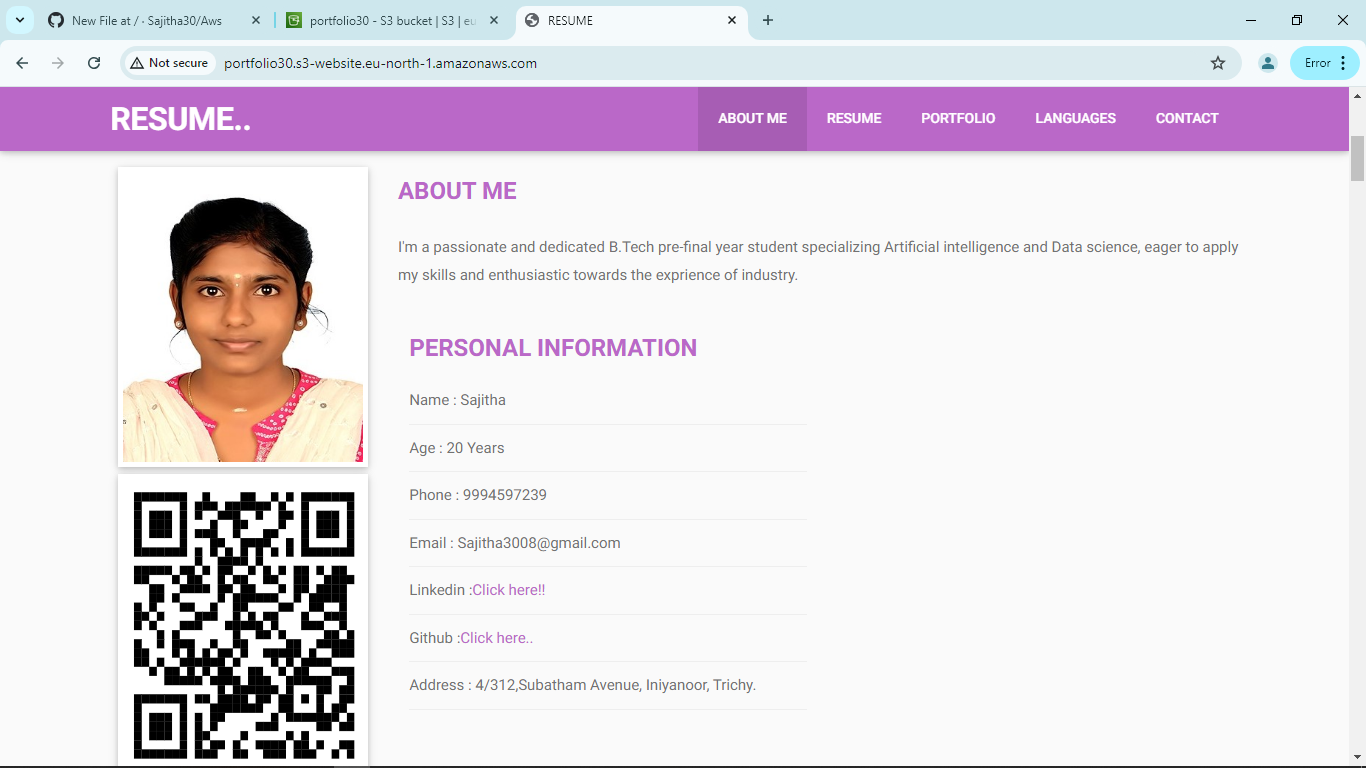 New File at / · Sajitha30/Aws
portfolio30 - S3 bucket | S3 | eu
RESUME
Not secure
portfolio30.s3-website.eu-north-1.amazonaws.com
Error
RESUME..
ABOUT ME
RESUME
PORTFOLIO
LANGUAGES
CONTACT
ABOUT ME
I'm a passionate and dedicated B.Tech pre-final year student specializing Artificial intelligence and Data science, eager to apply
my skills and enthusiastic towards the exprience of industry.
PERSONAL INFORMATION
Name : Sajitha
Age : 20 Years
Phone : 9994597239
Email : Sajitha3008@gmail.com
Linkedin :Click here!!
Github :Click here..
Address : 4/312,Subatham Avenue, Iniyanoor, Trichy.